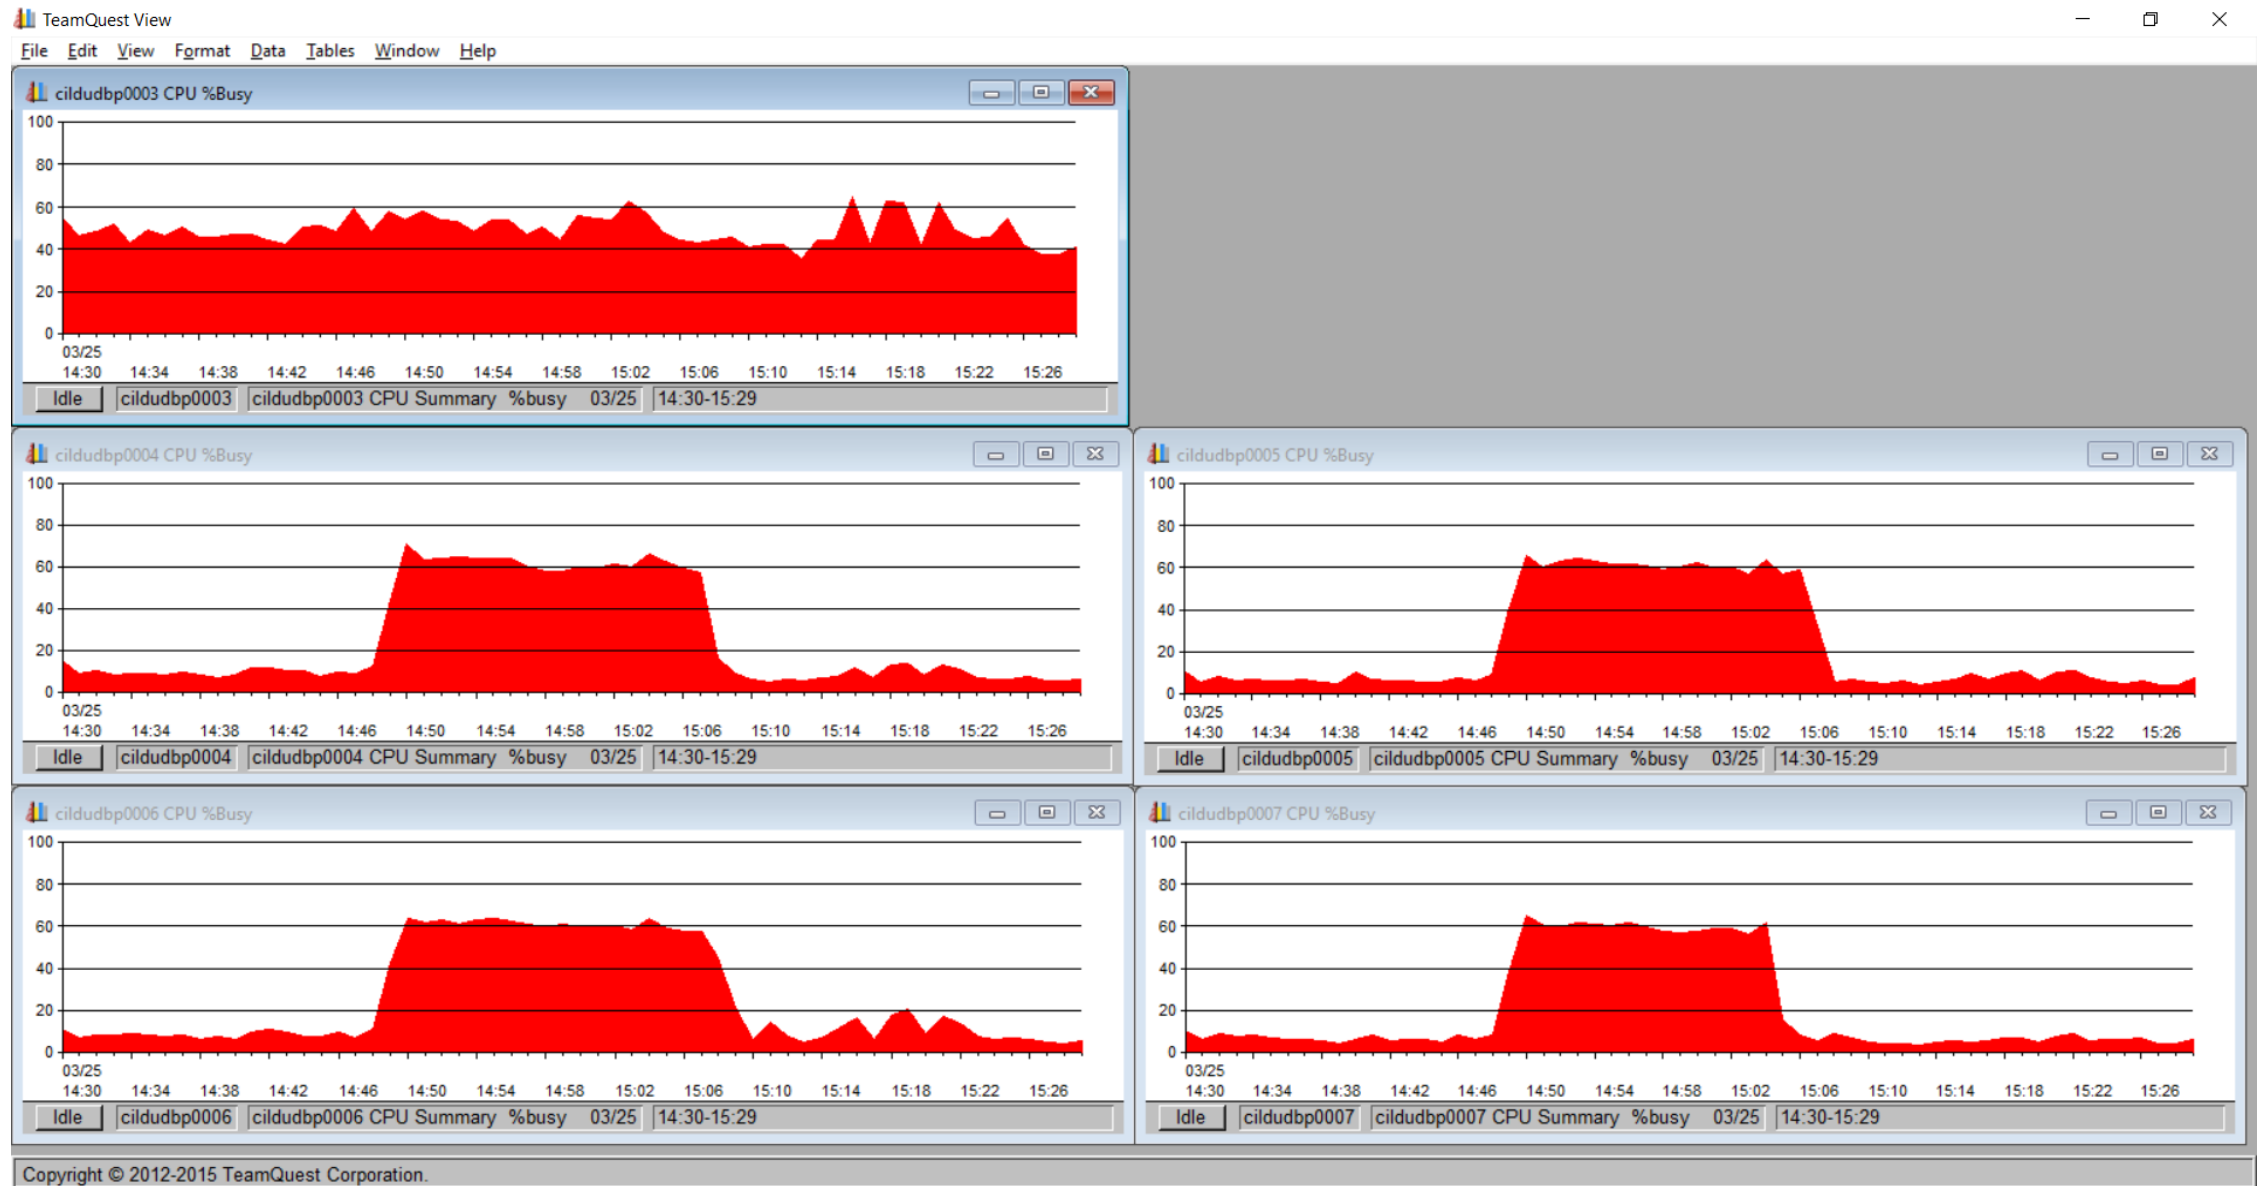 TeamQuest View
File Edit View Format Data Tables Window Help
cildudbp0003 CPU %Busy
100
80
60
40
20
0
03/25
14:30 14:34 14:38 14:42 14:46 14:50 14:54 14:58 15:02 15:06 15:10 15:14 15:18 15:22 15:26
Idle cildudbp0003 cildudbp0003 CPU Summary %busy 03/25 14:30-15:29
cildudbp0004 CPU %Busy
100
80
60
40
20
0
03/25
14:30 14:34 14:38 14:42 14:46 14:50 14:54 14:58 15:02 15:06 15:10 15:14 15:18 15:22 15:26
Idle cildudbp0004 cildudbp0004 CPU Summary %busy 03/25 14:30-15:29
cildudbp0005 CPU %Busy
100
80
60
40
20
0
03/25
14:30 14:34 14:38 14:42 14:46 14:50 14:54 14:58 15:02 15:06 15:10 15:14 15:18 15:22 15:26
Idle cildudbp0005 cildudbp0005 CPU Summary %busy 03/25 14:30-15:29
cildudbp0006 CPU %Busy
100
80
60
40
20
0
03/25
14:30 14:34 14:38 14:42 14:46 14:50 14:54 14:58 15:02 15:06 15:10 15:14 15:18 15:22 15:26
Idle cildudbp0006 cildudbp0006 CPU Summary %busy 03/25 14:30-15:29
cildudbp0007 CPU %Busy
100
80
60
40
20
0
03/25
14:30 14:34 14:38 14:42 14:46 14:50 14:54 14:58 15:02 15:06 15:10 15:14 15:18 15:22 15:26
Idle cildudbp0007 cildudbp0007 CPU Summary %busy 03/25 14:30-15:29
Copyright © 2012-2015 TeamQuest Corporation.